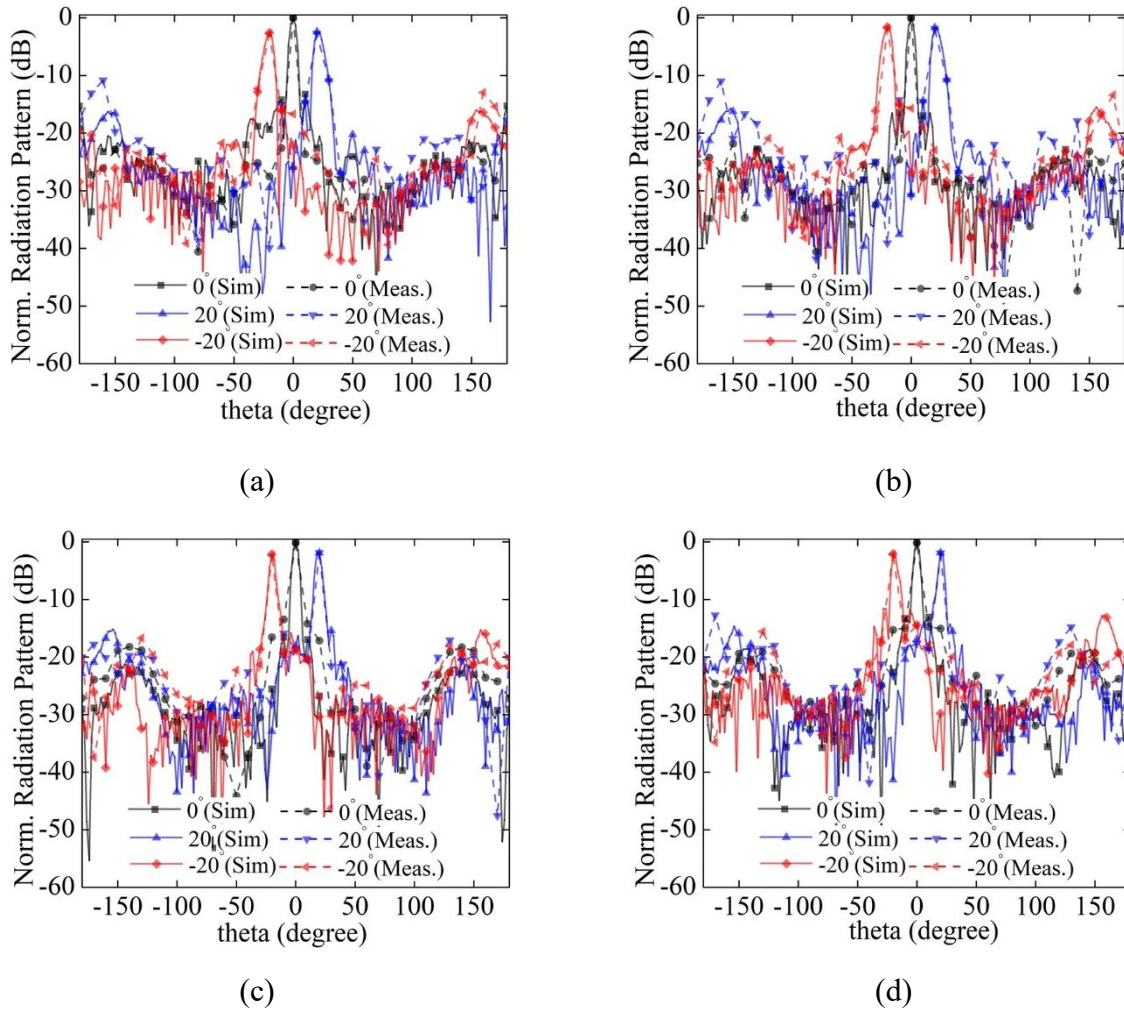 Norm. Radiation Pattern (dB)
0
-10
-20
-30
-40
-50
-60
0°(Sim) 0°(Meas.)
20°(Sim) 20°(Meas.)
-20°(Sim) -20°(Meas.)
-150 -100 -50 0 50 100 150
theta (degree)
(a)
Norm. Radiation Pattern (dB)
0
-10
-20
-30
-40
-50
-60
0°(Sim) 0°(Meas.)
20°(Sim) 20°(Meas.)
-20°(Sim) -20°(Meas.)
-150 -100 -50 0 50 100 150
theta (degree)
(b)
Norm. Radiation Pattern (dB)
0
-10
-20
-30
-40
-50
-60
0°(Sim) 0°(Meas.)
20°(Sim) 20°(Meas.)
-20°(Sim) -20°(Meas.)
-150 -100 -50 0 50 100 150
theta (degree)
(c)
Norm. Radiation Pattern (dB)
0
-10
-20
-30
-40
-50
-60
0°(Sim) 0°(Meas.)
20°(Sim) 20°(Meas.)
-20°(Sim) -20°(Meas.)
-150 -100 -50 0 50 100 150
theta (degree)
(d)